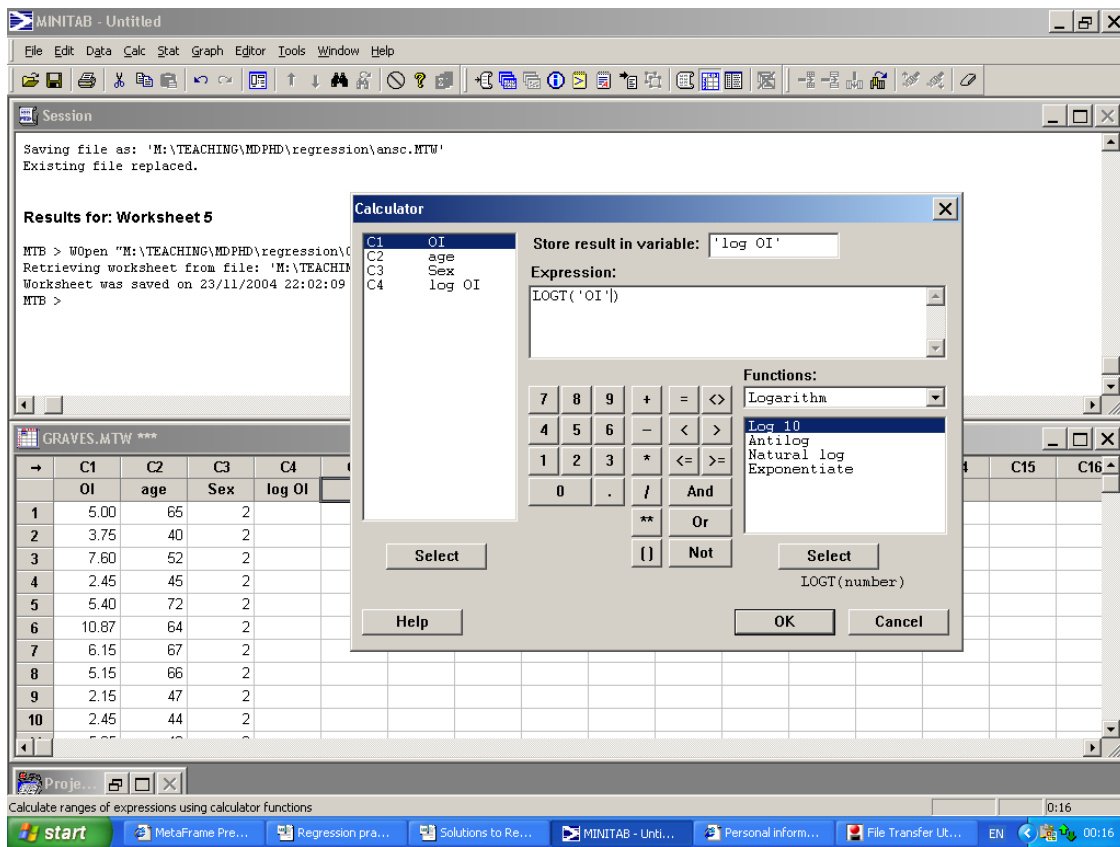 MINITAB - Untitled
File Edit Data Calc Stat Graph Editor Tools Window Help
Session
Saving file as: 'M:\TEACHING\MDPHD\regression\ansc.MTW'
Existing file replaced.
Results for: Worksheet 5
MTB > WOpen "M:\TEACHING\MDPHD\regression\
Retrieving worksheet from file: 'M:\TEACHIN
Worksheet was saved on 23/11/2004 22:02:09
MTB >
Calculator
C1 OI
C2 age
C3 Sex
C4 log OI
Store result in variable: 'log OI'
Expression:
LOGT('OI')
Functions:
Logarithm
7 8 9 + = <>
4 5 6 - < >
1 2 3 * <= >=
0 . / And
** Or
() Not
Log 10
Antilog
Natural log
Exponentiate
Select
Select
LOGT(number)
Help
OK
Cancel
GRAVES.MTW ***
C1 C2 C3 C4 C15 C16
OI age Sex log OI
1 5.00 65 2
2 3.75 40 2
3 7.60 52 2
4 2.45 45 2
5 5.40 72 2
6 10.87 64 2
7 6.15 67 2
8 5.15 66 2
9 2.15 47 2
10 2.45 44 2
Proje...
Calculate ranges of expressions using calculator functions
0:16
start
MetaFrame Pre...
Regression pra...
Solutions to Re...
MINITAB - Unti...
Personal inform...
File Transfer Ut...
EN
00:16